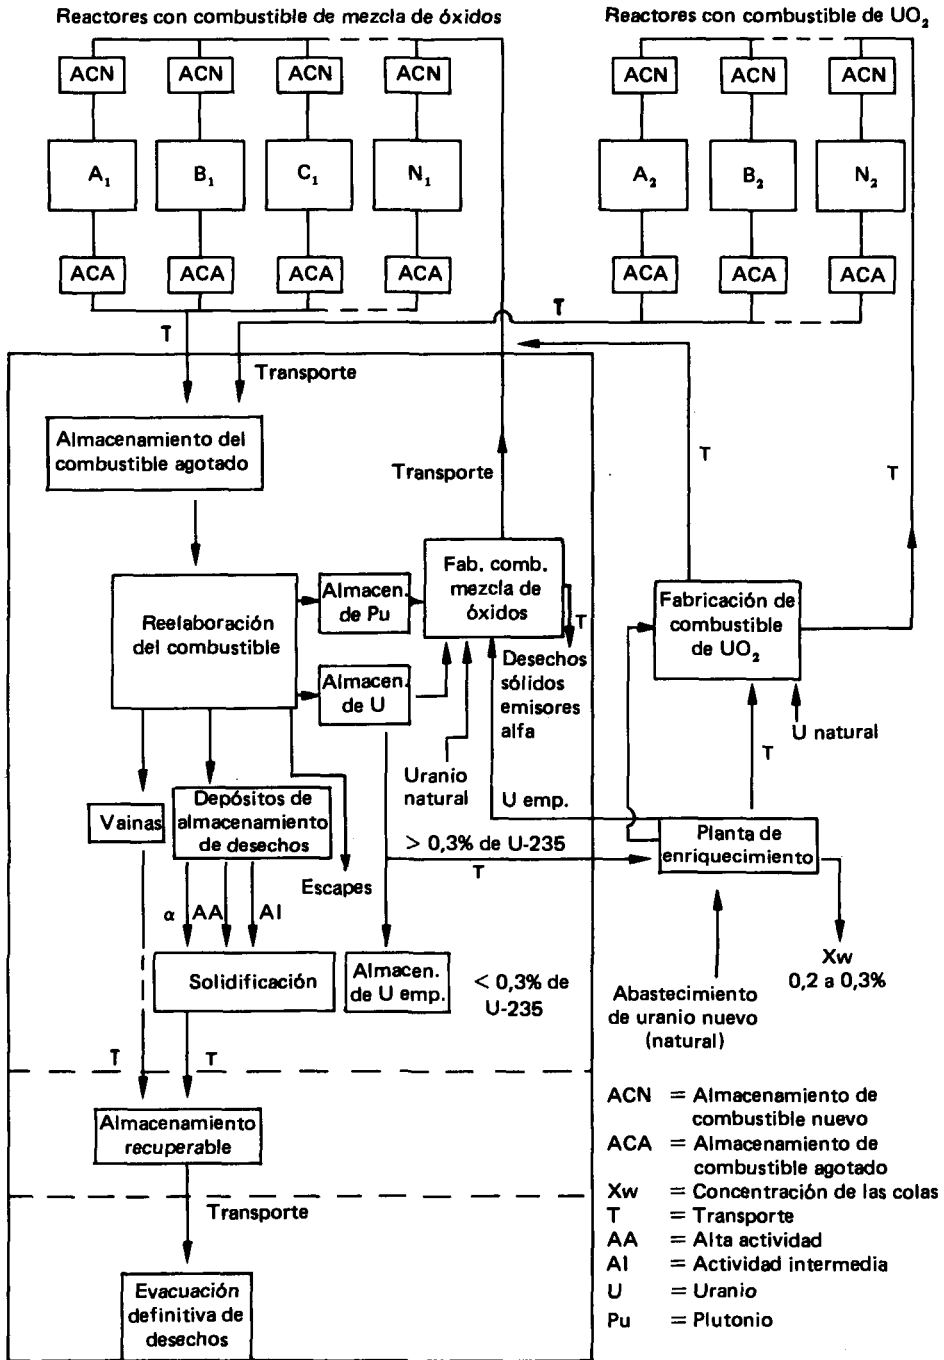 Reactores con combustible de mezcla de óxidos
Reactores con combustible de UO₂
ACN
ACN
ACN
ACN
ACN
ACN
ACN
A₁
B₁
C₁
N₁
A₂
B₂
N₂
ACA
ACA
ACA
ACA
ACA
ACA
ACA
T
T
Transporte
Almacenamiento del
combustible agotado
Transporte
T
T
Reelaboración
del combustible
Almacen.
de Pu
Fab. comb.
mezcla de
óxidos
T
Desechos
sólidos
emisores
alfa
Almacen.
de U
Fabricación de
combustible
de UO₂
U natural
T
Uranio
natural
U emp.
Vainas
Depósitos de
almacenamiento
de desechos
Escapes
> 0,3% de U-235
T
Planta de
enriquecimiento
α
AA
AI
Solidificación
Almacen.
de U emp.
< 0,3% de
U-235
Xw
0,2 a 0,3%
Abastecimiento
de uranio nuevo
(natural)
T
T
Almacenamiento
recuperable
Transporte
Evacuación
definitiva de
desechos
ACN = Almacenamiento de
combustible nuevo
ACA = Almacenamiento de
combustible agotado
Xw = Concentración de las colas
T = Transporte
AA = Alta actividad
AI = Actividad intermedia
U = Uranio
Pu = Plutonio